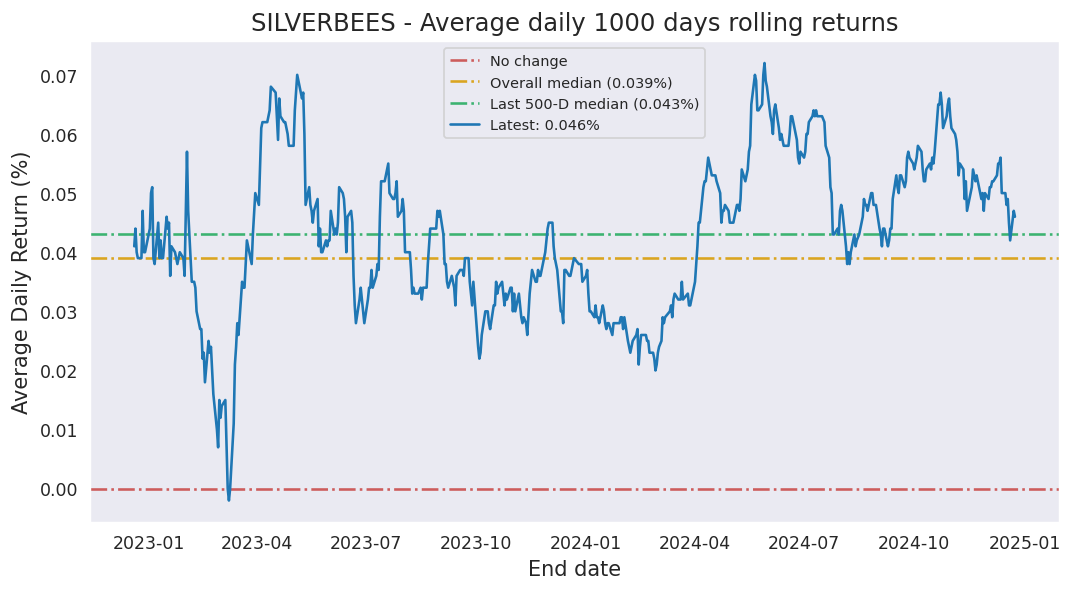 SILVERBEES - Average daily 1000 days rolling returns
No change
Overall median (0.039%)
Last 500-D median (0.043%)
Latest: 0.046%
Average Daily Return (%)
0.07
0.06
0.05
0.04
0.03
0.02
0.01
0.00
2023-01 2023-04 2023-07 2023-10 2024-01 2024-04 2024-07 2024-10 2025-01
End date